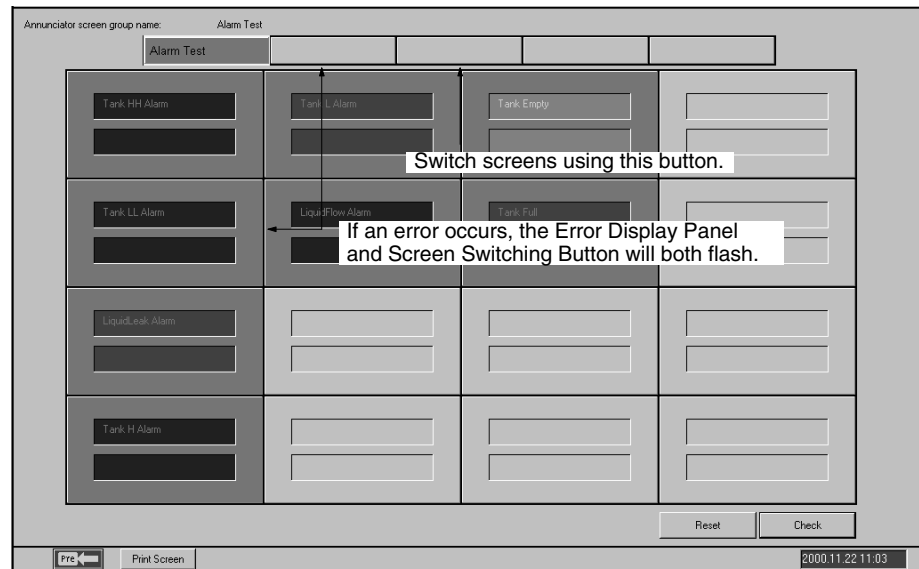 Annunciator screen group name: Alarm Test
Alarm Test
Tank HH Alarm
Tank L Alarm
Tank Empty
Switch screens using this button.
Tank LL Alarm
LiquidFlow Alarm
Tank Full
If an error occurs, the Error Display Panel
and Screen Switching Button will both flash.
LiquidLeak Alarm
Tank H Alarm
Reset
Check
Pre
Print Screen
2000.11.22 11:03